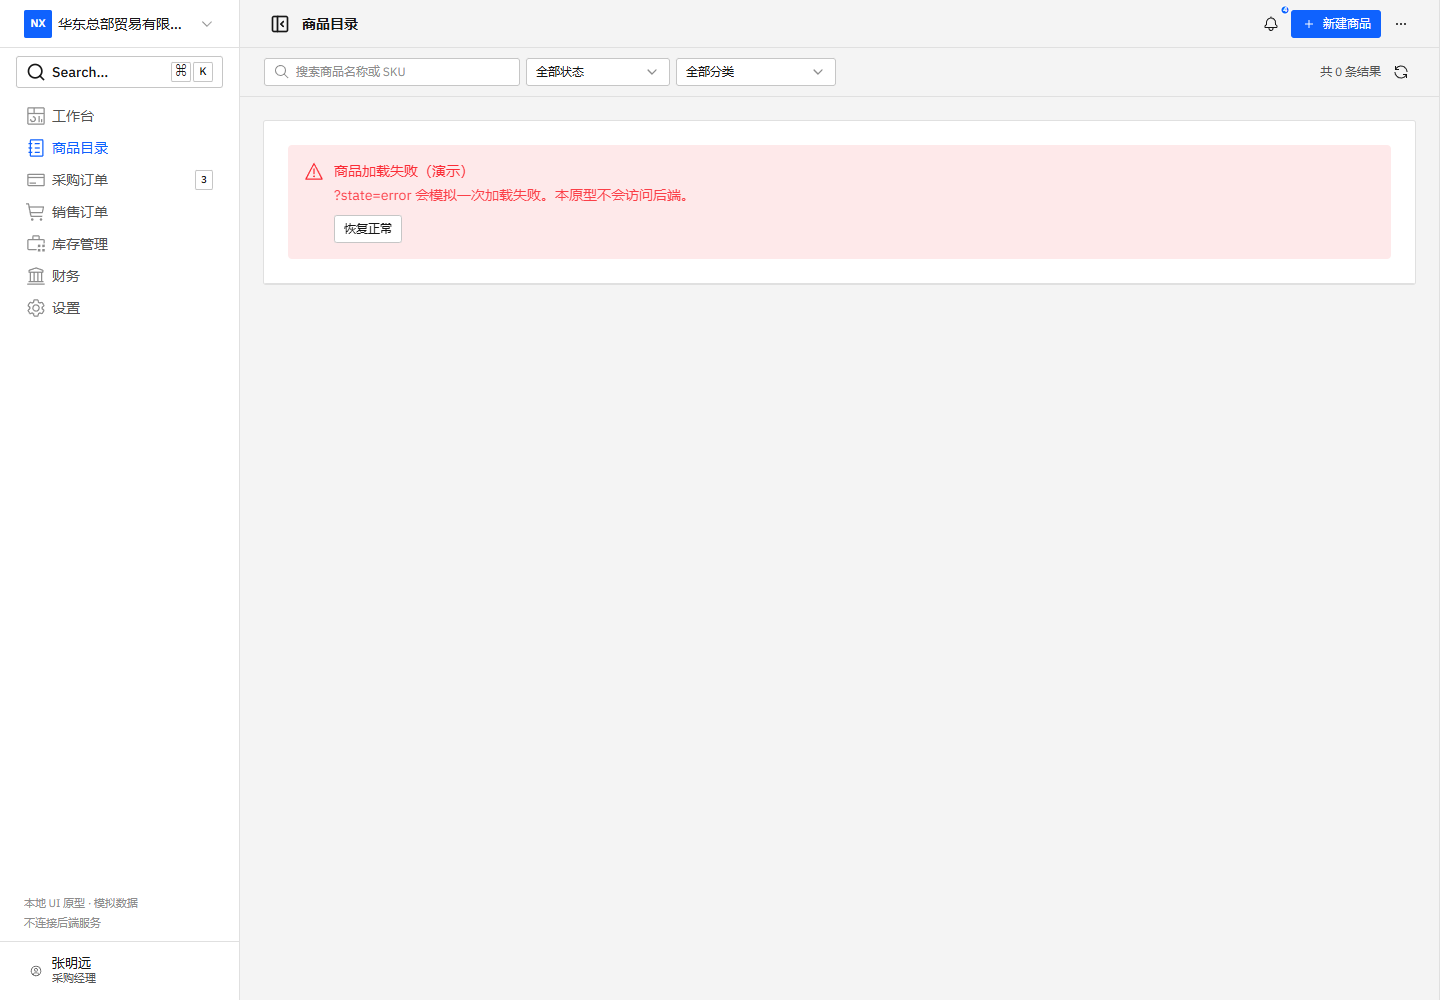 NX 华东总部贸易有限...
Search... ⌘ K
工作台
商品目录
采购订单 3
销售订单
库存管理
财务
设置
本地 UI 原型 · 模拟数据
不连接后端服务
张明远
采购经理
商品目录
4
+ 新建商品
搜索商品名称或 SKU
全部状态
全部分类
共 0 条结果
商品加载失败（演示）
?state=error 会模拟一次加载失败。本原型不会访问后端。
恢复正常